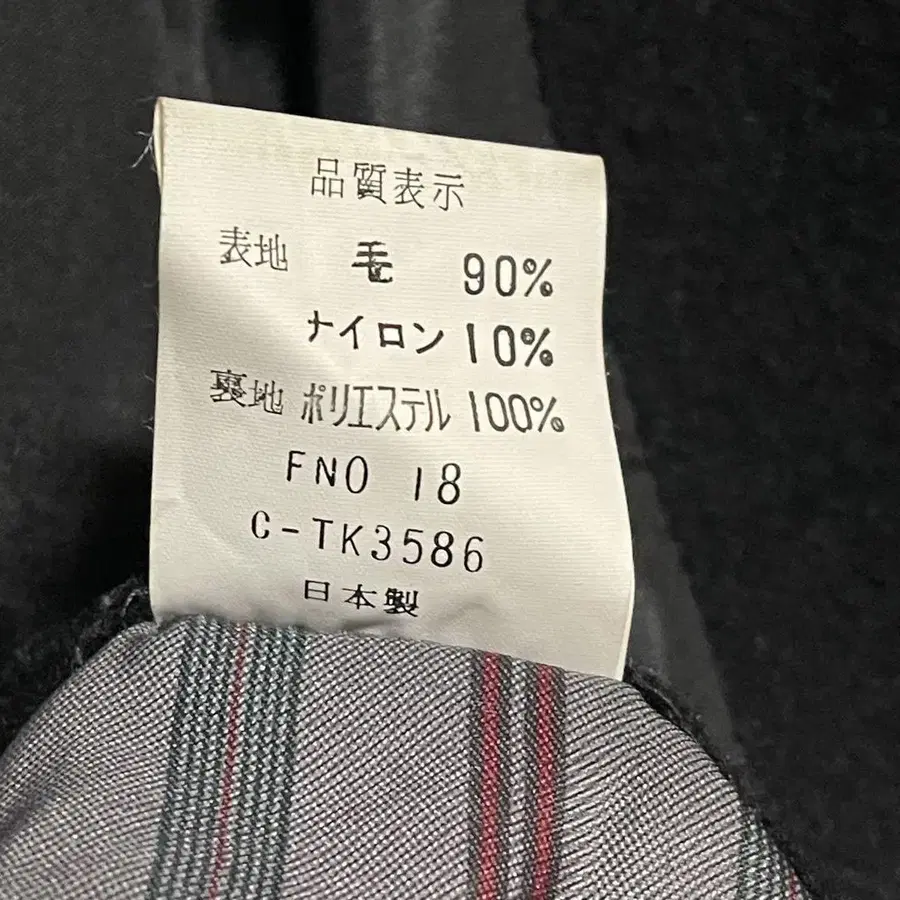 品質表示
表地 毛 90%
ナイロン 10%
裏地 ポリエステル 100%
FNO 18
C-TK3586
日本製